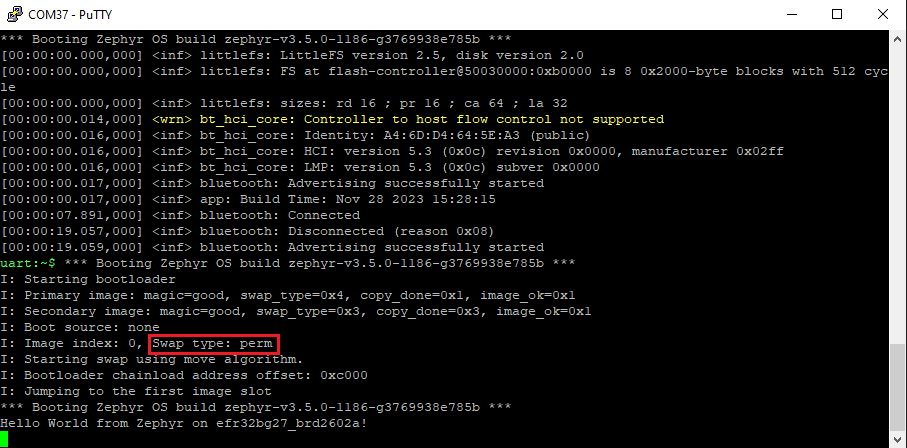 COM37 - PuTTY
*** Booting Zephyr OS build zephyr-v3.5.0-1186-g3769938e785b ***
[00:00:00.000,000] <inf> littlefs: LittleFS version 2.5, disk version 2.0
[00:00:00.000,000] <inf> littlefs: FS at flash-controller@50030000:0xb0000 is 8 0x2000-byte blocks with 512 cyc
le
[00:00:00.000,000] <inf> littlefs: sizes: rd 16 ; pr 16 ; ca 64 ; la 32
[00:00:00.014,000] <wrn> bt_hci_core: Controller to host flow control not supported
[00:00:00.016,000] <inf> bt_hci_core: Identity: A4:6D:D4:64:5E:A3 (public)
[00:00:00.016,000] <inf> bt_hci_core: HCI: version 5.3 (0x0c) revision 0x0000, manufacturer 0x02ff
[00:00:00.016,000] <inf> bt_hci_core: LMP: version 5.3 (0x0c) subver 0x0000
[00:00:00.017,000] <inf> bluetooth: Advertising successfully started
[00:00:00.017,000] <inf> app: Build Time: Nov 28 2023 15:28:15
[00:00:07.891,000] <inf> bluetooth: Connected
[00:00:19.057,000] <inf> bluetooth: Disconnected (reason 0x08)
[00:00:19.059,000] <inf> bluetooth: Advertising successfully started
uart:~$ *** Booting Zephyr OS build zephyr-v3.5.0-1186-g3769938e785b ***
I: Starting bootloader
I: Primary image: magic=good, swap_type=0x4, copy_done=0x1, image_ok=0x1
I: Secondary image: magic=good, swap_type=0x3, copy_done=0x3, image_ok=0x1
I: Boot source: none
I: Image index: 0, Swap type: perm
I: Starting swap using move algorithm.
I: Bootloader chainload address offset: 0xc000
I: Jumping to the first image slot
*** Booting Zephyr OS build zephyr-v3.5.0-1186-g3769938e785b ***
Hello World from Zephyr on efr32bg27_brd2602a!